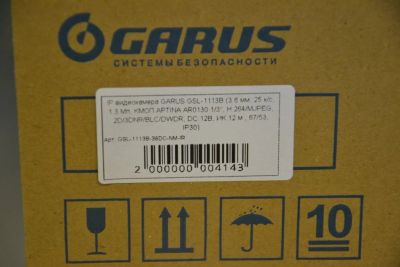 GARUS
СИСТЕМЫ БЕЗОПАСНОСТИ
IP видеокамера GARUS GSL-1113B (3.6 мм, 25 к/с,
1.3 Мп, КМОП APTINA AR0130 1/3", H.264/MJPEG,
2D/3DNR/BLC/DWDR, DC 12В, ИК 12 м., 67/53,
IP30)
Арт. GSL-1113B-36DC-NM-IR
2 000000 004143
10